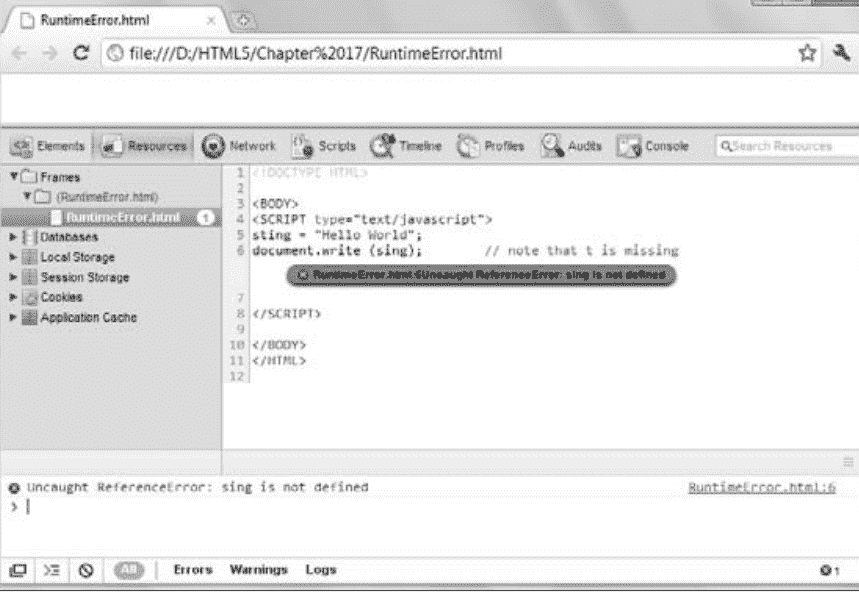 RuntimeError.html
file:///D:/HTML5/Chapter%2017/RuntimeError.html
Elements Resources Network Scripts Timeline Profiles Audits Console Search Resources
Frames
(RuntimeError.html)
RuntimeError.html 1
Databases
Local Storage
Session Storage
Cookies
Application Cache
1 <!DOCTYPE HTML>
2
3 <BODY>
4 <SCRIPT type="text/javascript">
5 sting = "Hello World";
6 document.write (sing); // note that t is missing
RuntimeError.html:6Uncaught ReferenceError: sing is not defined
7
8 </SCRIPT>
9
10 </BODY>
11 </HTML>
12
Uncaught ReferenceError: sing is not defined RuntimeError.html:6
>
All Errors Warnings Logs 1